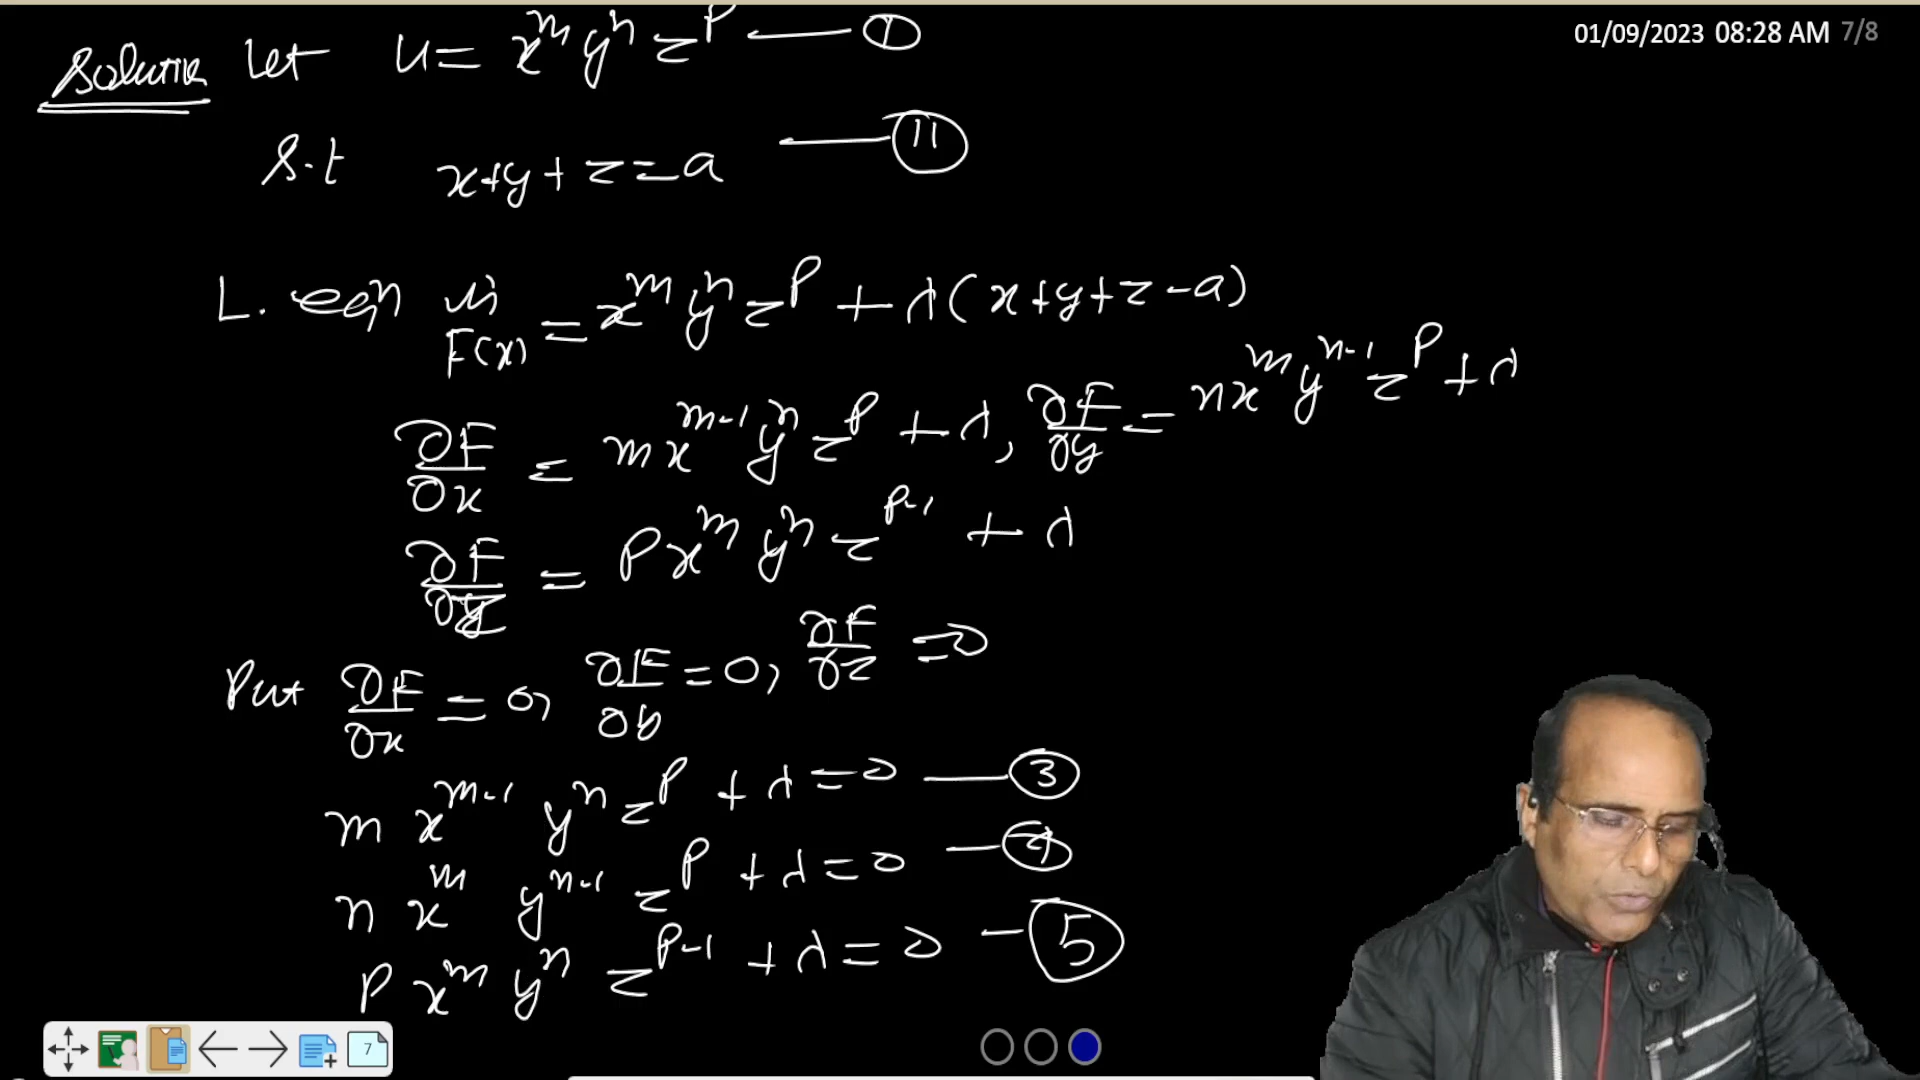 01/09/2023 08:28 AM 7/8
Solution Let u = x^m y^n z^p — ①
S.t x+y+z=a — ⑪
L. eqn is
F(x) = x^m y^n z^p + λ(x+y+z-a)
∂F/∂x = m x^{m-1} y^n z^p + λ, ∂F/∂y = n x^m y^{n-1} z^p + λ
∂F/∂z = P x^m y^n z^{p-1} + λ
Put ∂F/∂x = 0, ∂F/∂y = 0, ∂F/∂z = 0
m x^{m-1} y^n z^p + λ = 0 — ③
n x^m y^{n-1} z^p + λ = 0 — ④
P x^m y^n z^{p-1} + λ = 0 — ⑤
7